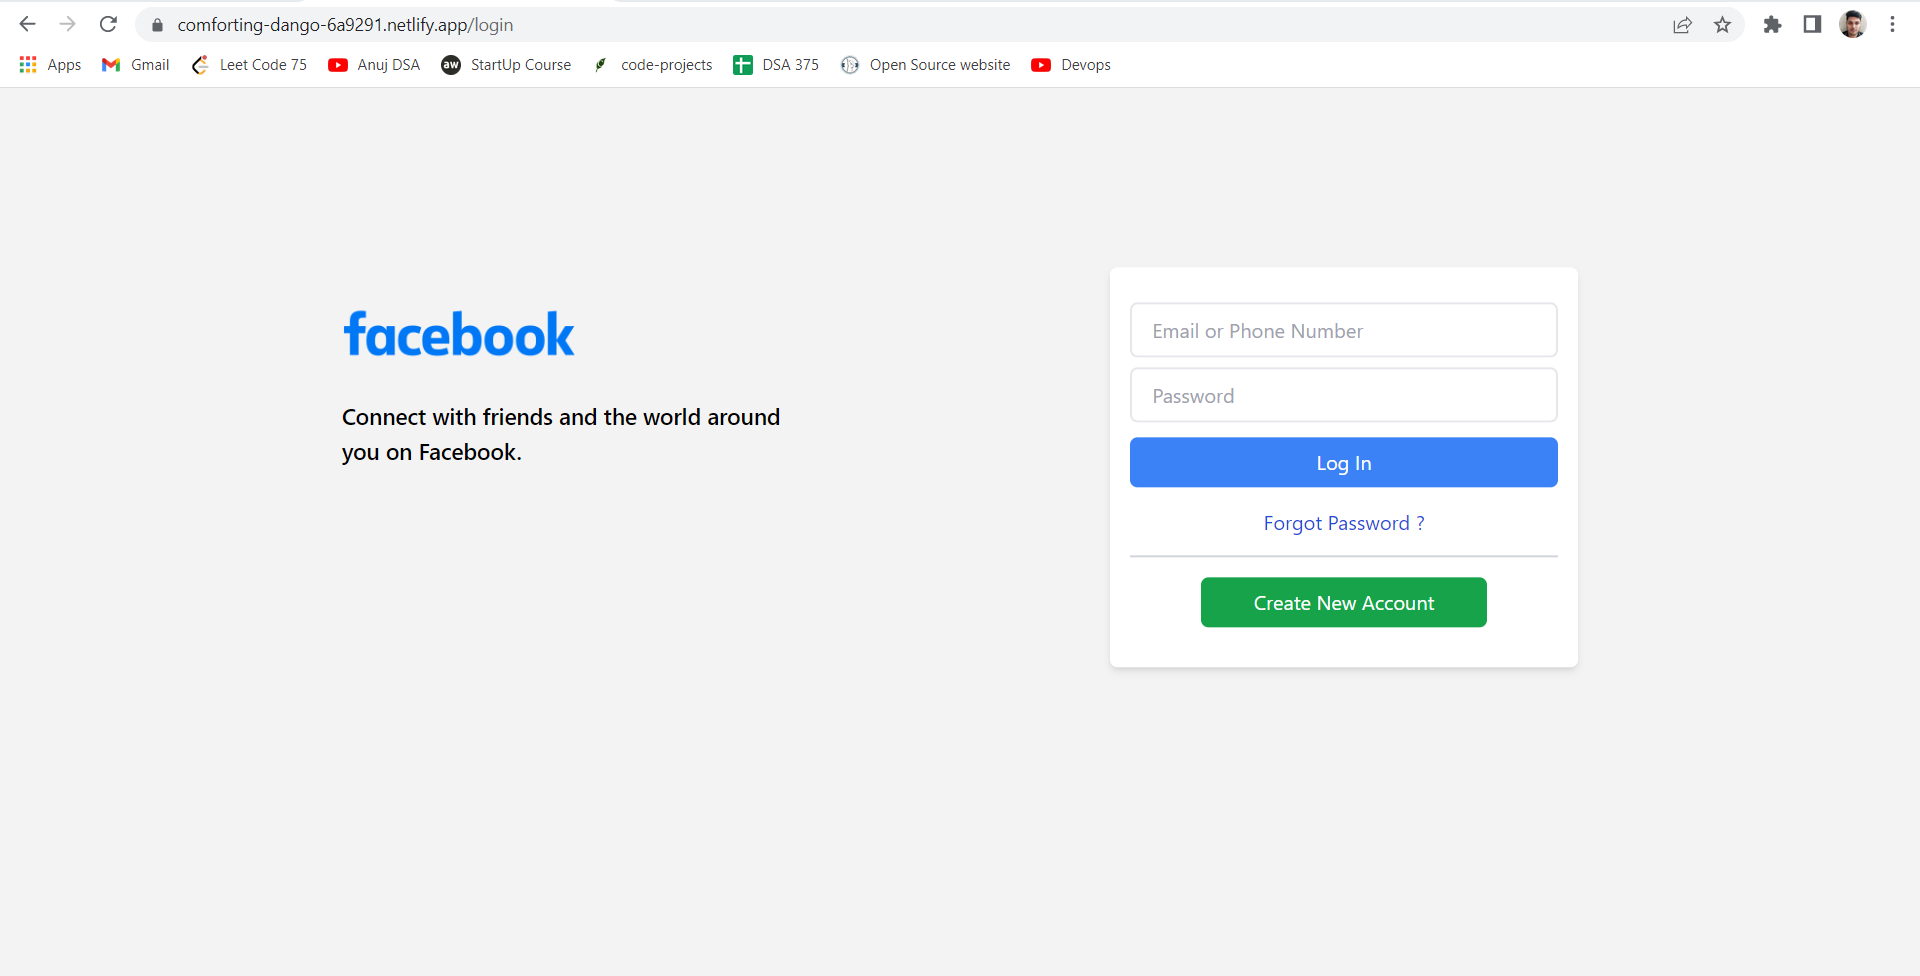 comforting-dango-6a9291.netlify.app/login
Apps Gmail Leet Code 75 Anuj DSA aw StartUp Course code-projects DSA 375 Open Source website Devops
facebook
Connect with friends and the world around
you on Facebook.
Email or Phone Number
Password
Log In
Forgot Password ?
Create New Account